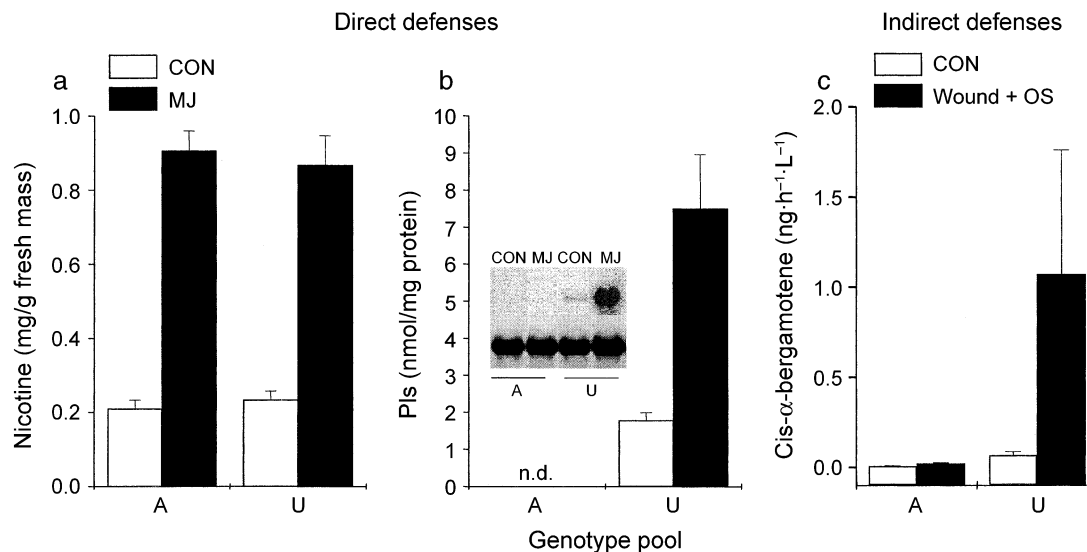 Direct defenses
Indirect defenses
a
CON
MJ
Nicotine (mg/g fresh mass)
1.0
0.8
0.6
0.4
0.2
0.0
A U
b
PIs (nmol/mg protein)
10
9
8
7
6
5
4
3
2
1
0
CON MJ CON MJ
A U
n.d.
A U
Genotype pool
c
CON
Wound + OS
Cis-α-bergamotene (ng·h⁻¹·L⁻¹)
2.0
1.5
1.0
0.5
0.0
A U